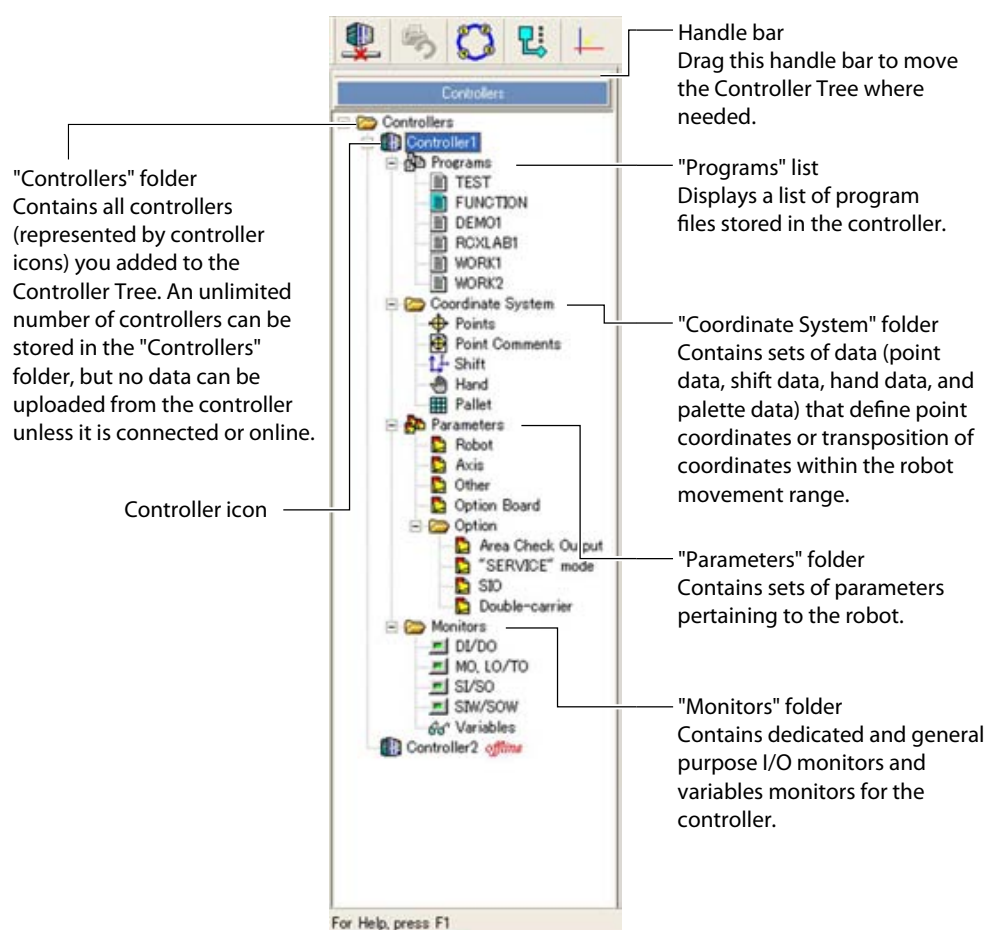 Handle bar
Drag this handle bar to move
the Controller Tree where
needed.
Controllers
Controllers
Controller1
"Controllers" folder
Contains all controllers
(represented by controller
icons) you added to the
Controller Tree. An unlimited
number of controllers can be
stored in the "Controllers"
folder, but no data can be
uploaded from the controller
unless it is connected or online.
Controller icon
Programs
TEST
FUNCTION
DEMO1
RCXLAB1
WORK1
WORK2
"Programs" list
Displays a list of program
files stored in the controller.
Coordinate System
Points
Point Comments
Shift
Hand
Pallet
"Coordinate System" folder
Contains sets of data (point
data, shift data, hand data, and
palette data) that define point
coordinates or transposition of
coordinates within the robot
movement range.
Parameters
Robot
Axis
Other
Option Board
Option
Area Check Output
"SERVICE" mode
SIO
Double-carrier
"Parameters" folder
Contains sets of parameters
pertaining to the robot.
Monitors
DI/DO
MO, LO/TO
SI/SO
SIW/SOW
Variables
"Monitors" folder
Contains dedicated and general
purpose I/O monitors and
variables monitors for the
controller.
Controller2 offline
For Help, press F1